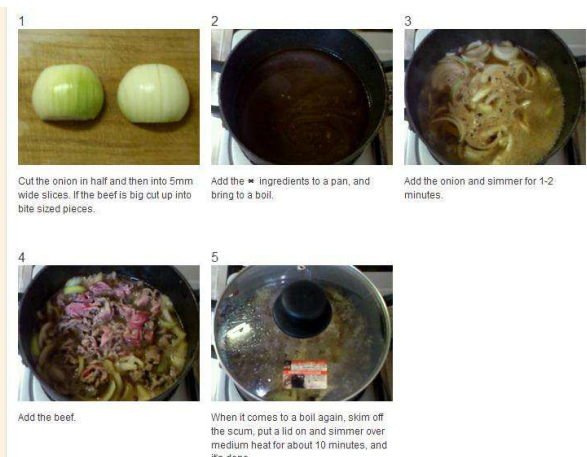 1
Cut the onion in half and then into 5mm
wide slices. If the beef is big cut up into
bite sized pieces.
2
Add the ✖ ingredients to a pan, and
bring to a boil.
3
Add the onion and simmer for 1-2
minutes.
4
Add the beef.
5
When it comes to a boil again, skim off
the scum, put a lid on and simmer over
medium heat for about 10 minutes, and
it's done.